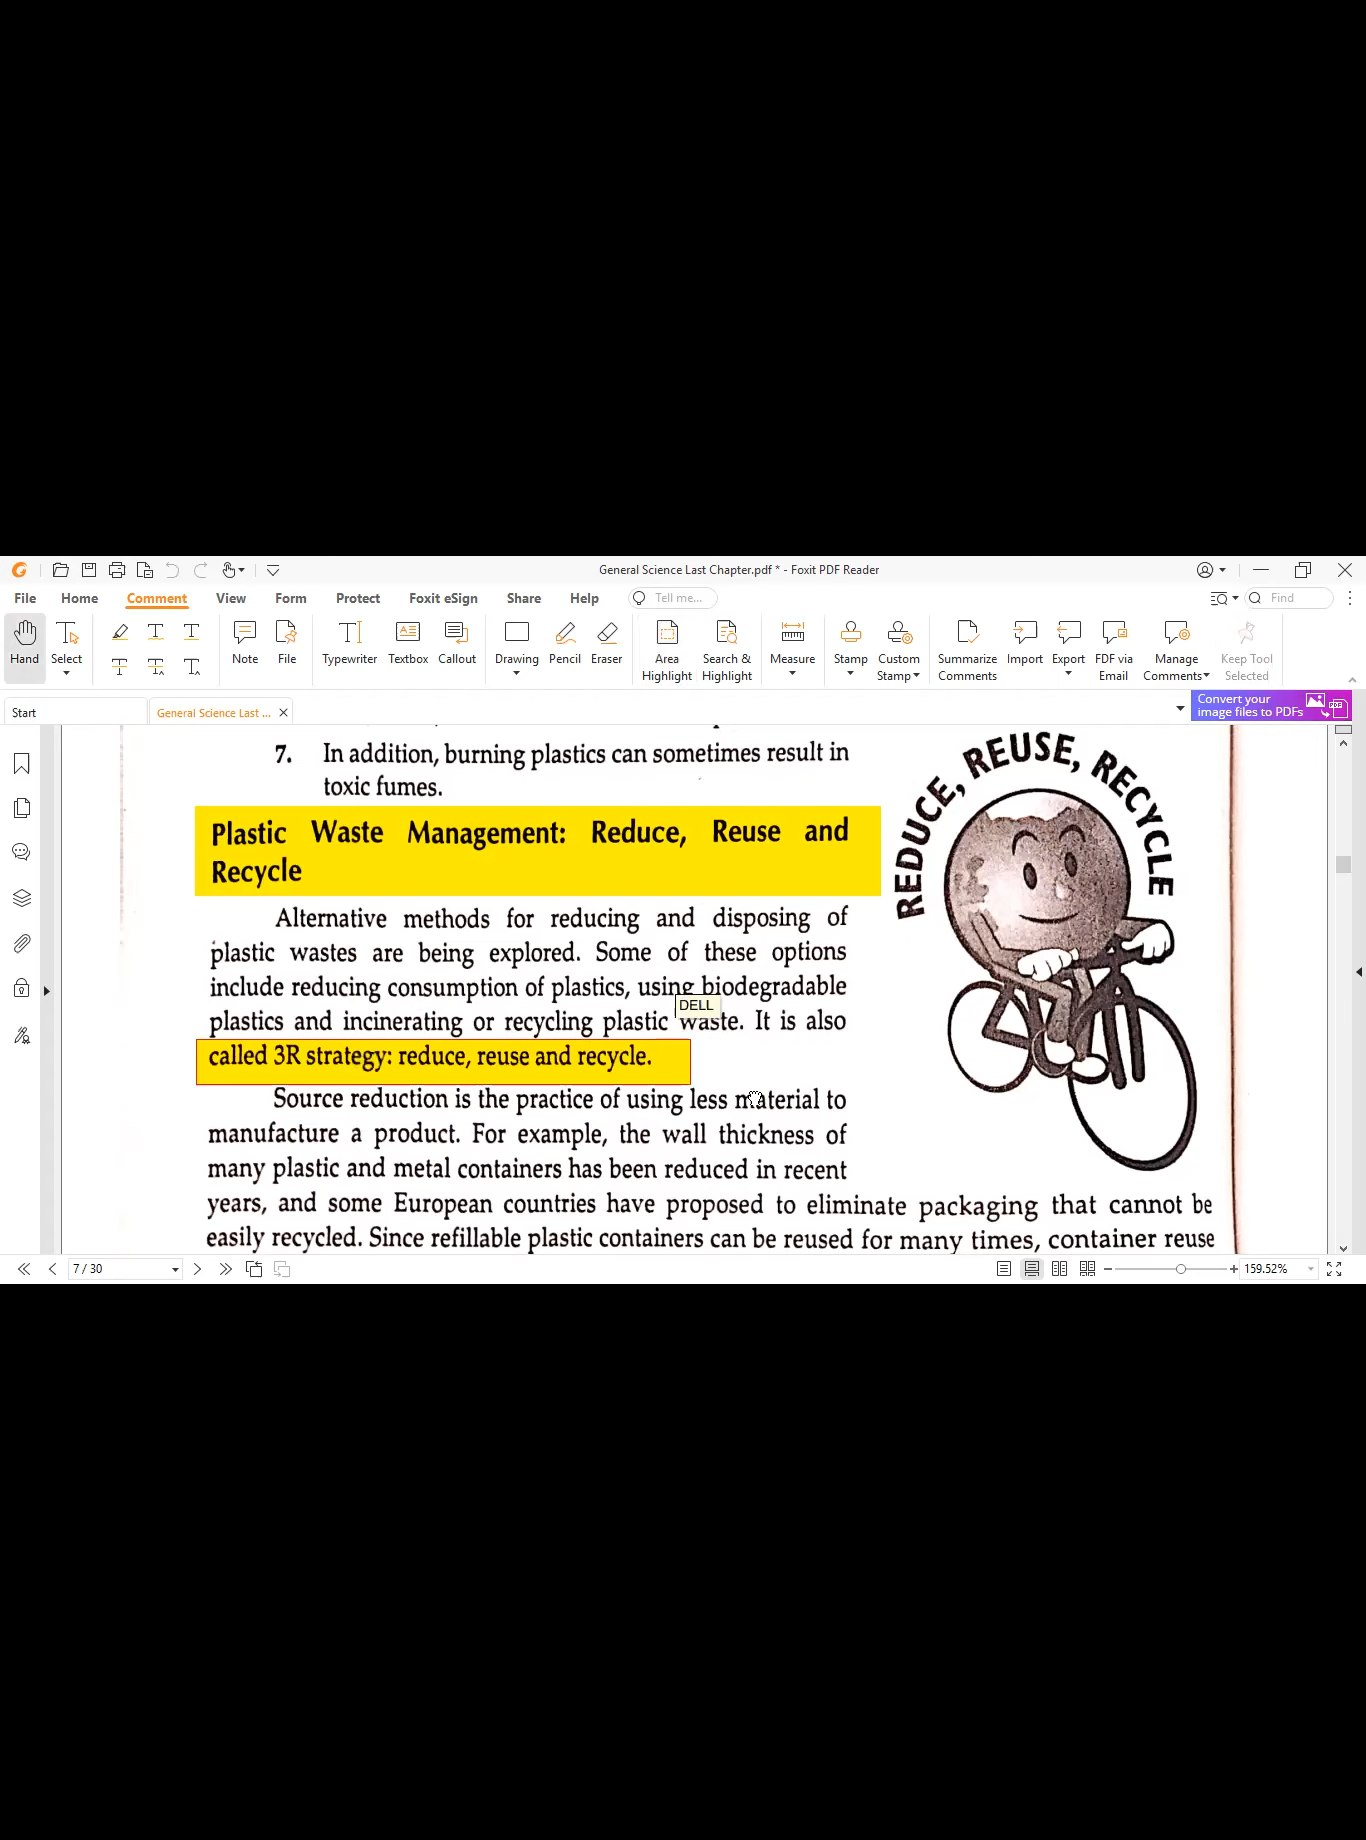 General Science Last Chapter.pdf * - Foxit PDF Reader
File Home Comment View Form Protect Foxit eSign Share Help Tell me... Find
Hand Select Note File Typewriter Textbox Callout Drawing Pencil Eraser Area Highlight Search & Highlight Measure Stamp Custom Stamp Summarize Comments Import Export FDF via Email Manage Comments Keep Tool Selected
Start General Science Last ... Convert your
image files to PDFs
PDF
7. In addition, burning plastics can sometimes result in
toxic fumes.
REDUCE, REUSE, RECYCLE
Plastic Waste Management: Reduce, Reuse and
Recycle
Alternative methods for reducing and disposing of
plastic wastes are being explored. Some of these options
include reducing consumption of plastics, using biodegradable
DELL
plastics and incinerating or recycling plastic waste. It is also
called 3R strategy: reduce, reuse and recycle.
Source reduction is the practice of using less material to
manufacture a product. For example, the wall thickness of
many plastic and metal containers has been reduced in recent
years, and some European countries have proposed to eliminate packaging that cannot be
easily recycled. Since refillable plastic containers can be reused for many times, container reuse
7 / 30 159.52%